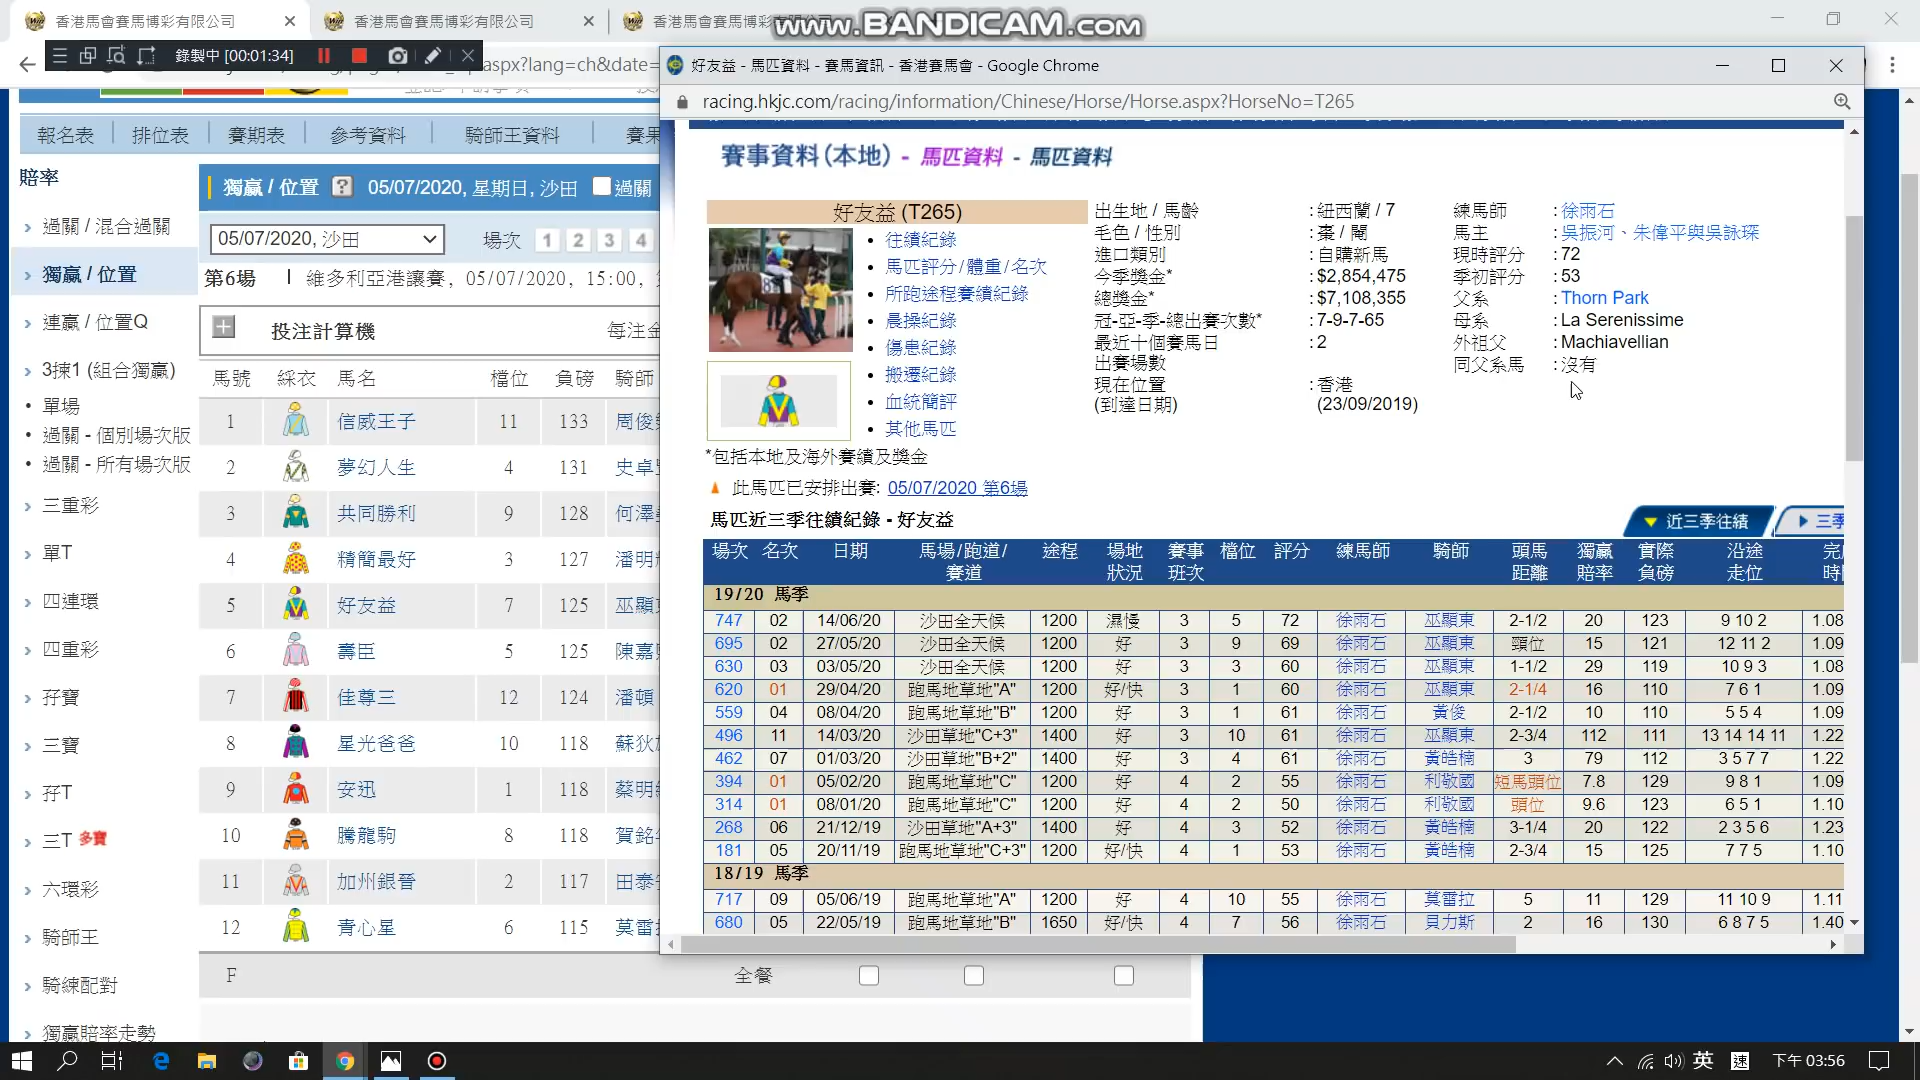 香港馬會賽馬博彩有限公司
香港馬會賽馬博彩有限公司
香港馬會賽馬博彩有限公司
www.BANDICAM.com
錄製中 [00:01:34]
.aspx?lang=ch&date=
好友益 - 馬匹資料 - 賽馬資訊 - 香港賽馬會 - Google Chrome
racing.hkjc.com/racing/information/Chinese/Horse/Horse.aspx?HorseNo=T265
報名表 排位表 賽期表 參考資料 騎師王資料 賽果
賠率
過關 / 混合過關
獨贏 / 位置
連贏 / 位置Q
3揀1 (組合獨贏)
單場
過關 - 個別場次版
過關 - 所有場次版
三重彩
單T
四連環
四重彩
孖寶
三寶
孖T
三T 多寶
六環彩
騎師王
騎練配對
獨贏賠率走勢
獨贏 / 位置 ? 05/07/2020, 星期日, 沙田 過關
05/07/2020, 沙田 場次 1 2 3 4
第6場 | 維多利亞港讓賽, 05/07/2020, 15:00,
投注計算機 每注金
馬號 綵衣 馬名 檔位 負磅 騎師
1 信威王子 11 133 周俊
2 夢幻人生 4 131 史卓
3 共同勝利 9 128 何澤
4 精簡最好 3 127 潘明
5 好友益 7 125 巫顯
6 壽臣 5 125 陳嘉
7 佳尊三 12 124 潘頓
8 星光爸爸 10 118 蘇狄
9 安迅 1 118 蔡明
10 騰龍駒 8 118 賀銘
11 加州銀晉 2 117 田泰
12 青心星 6 115 莫雷
F 全餐
賽事資料(本地) - 馬匹資料 - 馬匹資料
好友益 (T265)
往績紀錄
馬匹評分/體重/名次
所跑途程賽績紀錄
晨操紀錄
傷患紀錄
搬遷紀錄
血統簡評
其他馬匹
出生地 / 馬齡 : 紐西蘭 / 7 練馬師 : 徐雨石
毛色 / 性別 : 棗 / 閹 馬主 : 吳振河、朱偉平與吳詠琛
進口類別 : 自購新馬 現時評分 : 72
今季獎金* : $2,854,475 季初評分 : 53
總獎金* : $7,108,355 父系 : Thorn Park
冠-亞-季-總出賽次數* : 7-9-7-65 母系 : La Serenissime
最近十個賽馬日 : 2 外祖父 : Machiavellian
出賽場數 同父系馬 : 沒有
現在位置 : 香港
(到達日期) (23/09/2019)
*包括本地及海外賽績及獎金
此馬匹已安排出賽: 05/07/2020 第6場
馬匹近三季往績紀錄 - 好友益 近三季往績 三季
場次 名次 日期 馬場/跑道/ 途程 場地 賽事 檔位 評分 練馬師 騎師 頭馬 獨贏 實際 沿途 完
賽道 狀況 班次 距離 賠率 負磅 走位 時
19/20 馬季
747 02 14/06/20 沙田全天候 1200 濕慢 3 5 72 徐雨石 巫顯東 2-1/2 20 123 9 10 2 1.08
695 02 27/05/20 沙田全天候 1200 好 3 9 69 徐雨石 巫顯東 頸位 15 121 12 11 2 1.09
630 03 03/05/20 沙田全天候 1200 好 3 3 60 徐雨石 巫顯東 1-1/2 29 119 10 9 3 1.08
620 01 29/04/20 跑馬地草地"A" 1200 好/快 3 1 60 徐雨石 巫顯東 2-1/4 16 110 7 6 1 1.09
559 04 08/04/20 跑馬地草地"B" 1200 好 3 1 61 徐雨石 黃俊 2-1/2 10 110 5 5 4 1.09
496 11 14/03/20 沙田草地"C+3" 1400 好 3 10 61 徐雨石 巫顯東 2-3/4 112 111 13 14 14 11 1.22
462 07 01/03/20 沙田草地"B+2" 1400 好 3 4 61 徐雨石 黃皓楠 3 79 112 3 5 7 7 1.22
394 01 05/02/20 跑馬地草地"C" 1200 好 4 2 55 徐雨石 利敬國 短馬頭位 7.8 129 9 8 1 1.09
314 01 08/01/20 跑馬地草地"C" 1200 好 4 2 50 徐雨石 利敬國 頭位 9.6 123 6 5 1 1.10
268 06 21/12/19 沙田草地"A+3" 1400 好 4 3 52 徐雨石 黃皓楠 3-1/4 20 122 2 3 5 6 1.23
181 05 20/11/19 跑馬地草地"C+3" 1200 好/快 4 1 53 徐雨石 黃皓楠 2-3/4 15 125 7 7 5 1.10
18/19 馬季
717 09 05/06/19 跑馬地草地"A" 1200 好 4 10 55 徐雨石 莫雷拉 5 11 129 11 10 9 1.11
680 05 22/05/19 跑馬地草地"B" 1650 好/快 4 7 56 徐雨石 貝力斯 2 16 130 6 8 7 5 1.40
英 速 下午 03:56